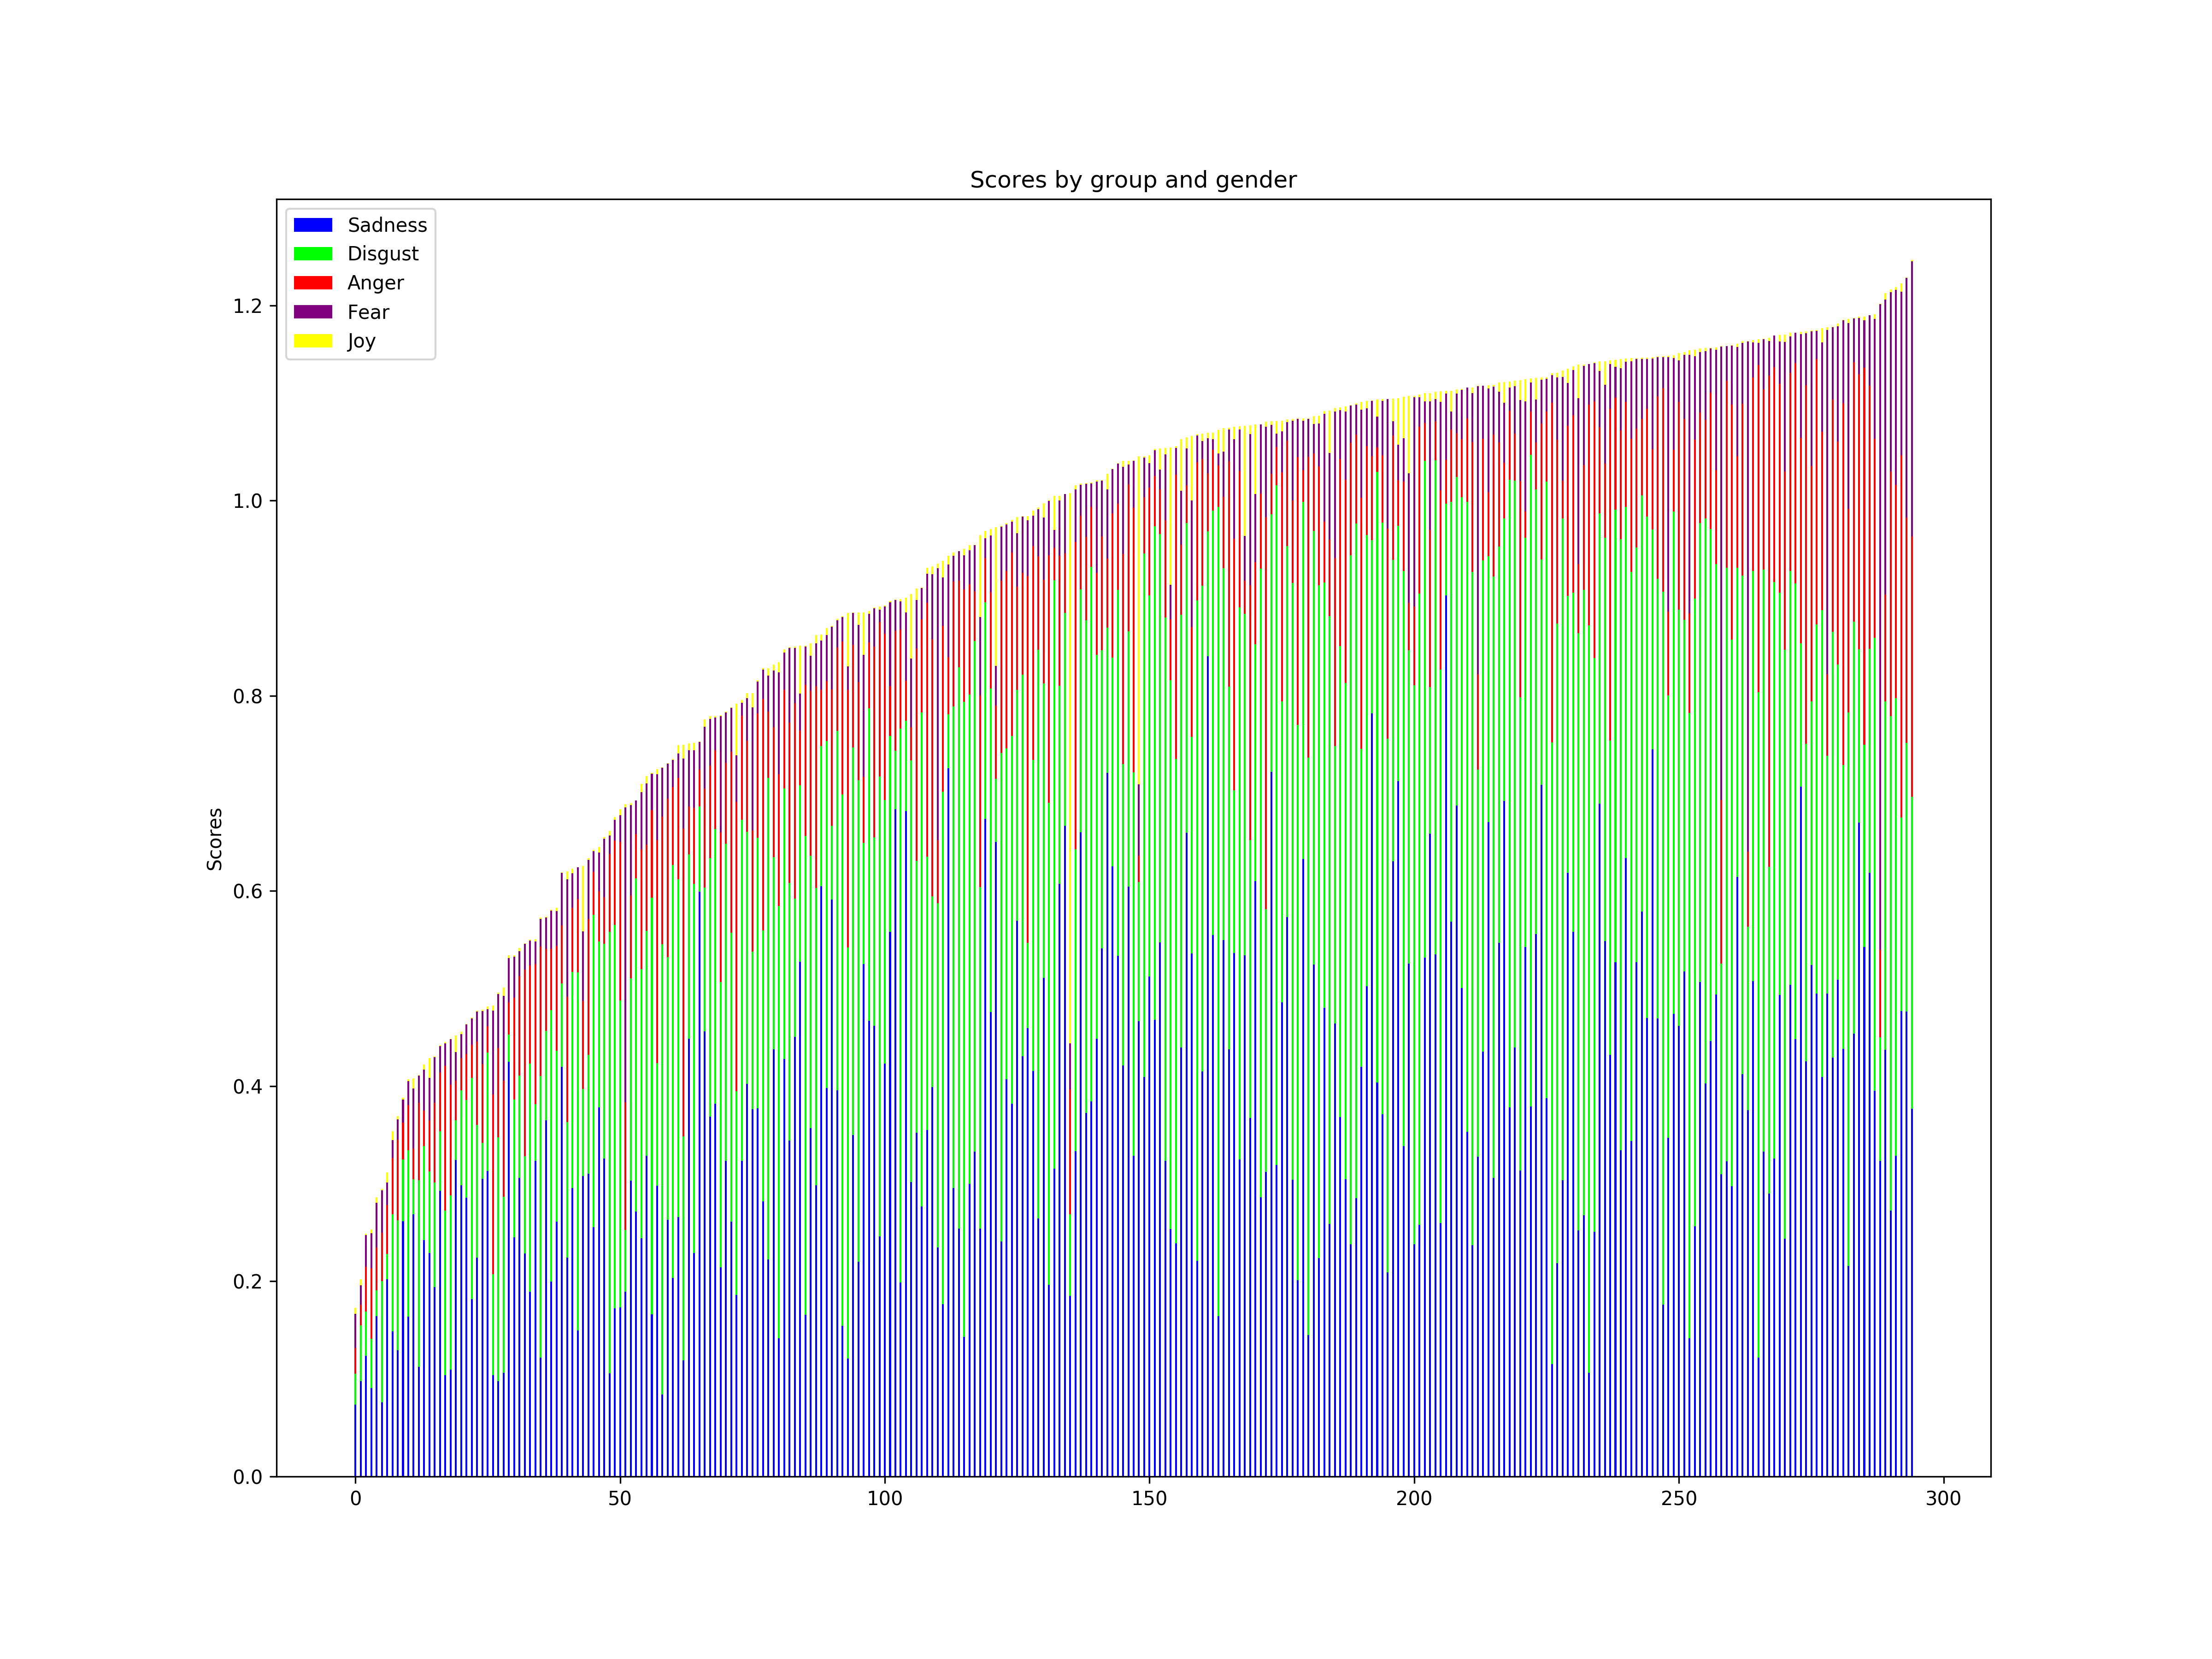 Scores by group and gender
Sadness
Disgust
Anger
Fear
Joy
Scores
1.2
1.0
0.8
0.6
0.4
0.2
0.0
0 50 100 150 200 250 300